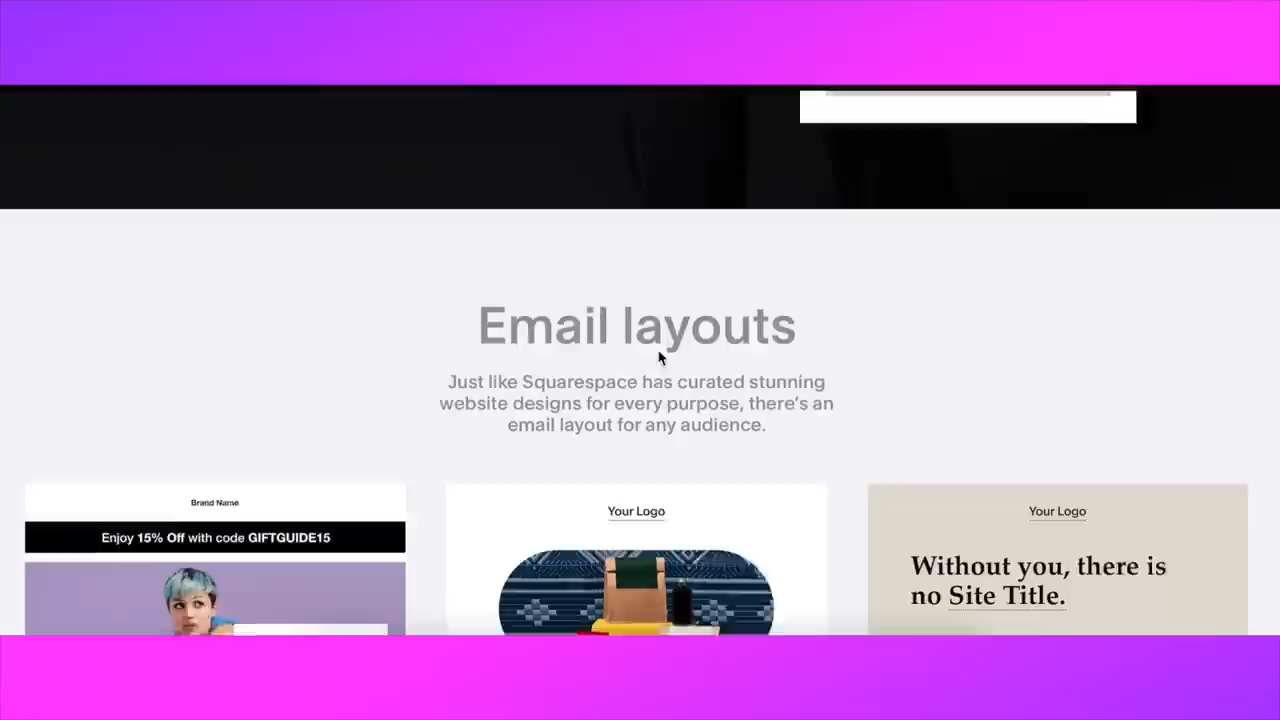 Email layouts
Just like Squarespace has curated stunning
website designs for every purpose, there's an
email layout for any audience.
Brand Name
Enjoy 15% Off with code GIFTGUIDE15
Your Logo
Your Logo
Without you, there is
no Site Title.